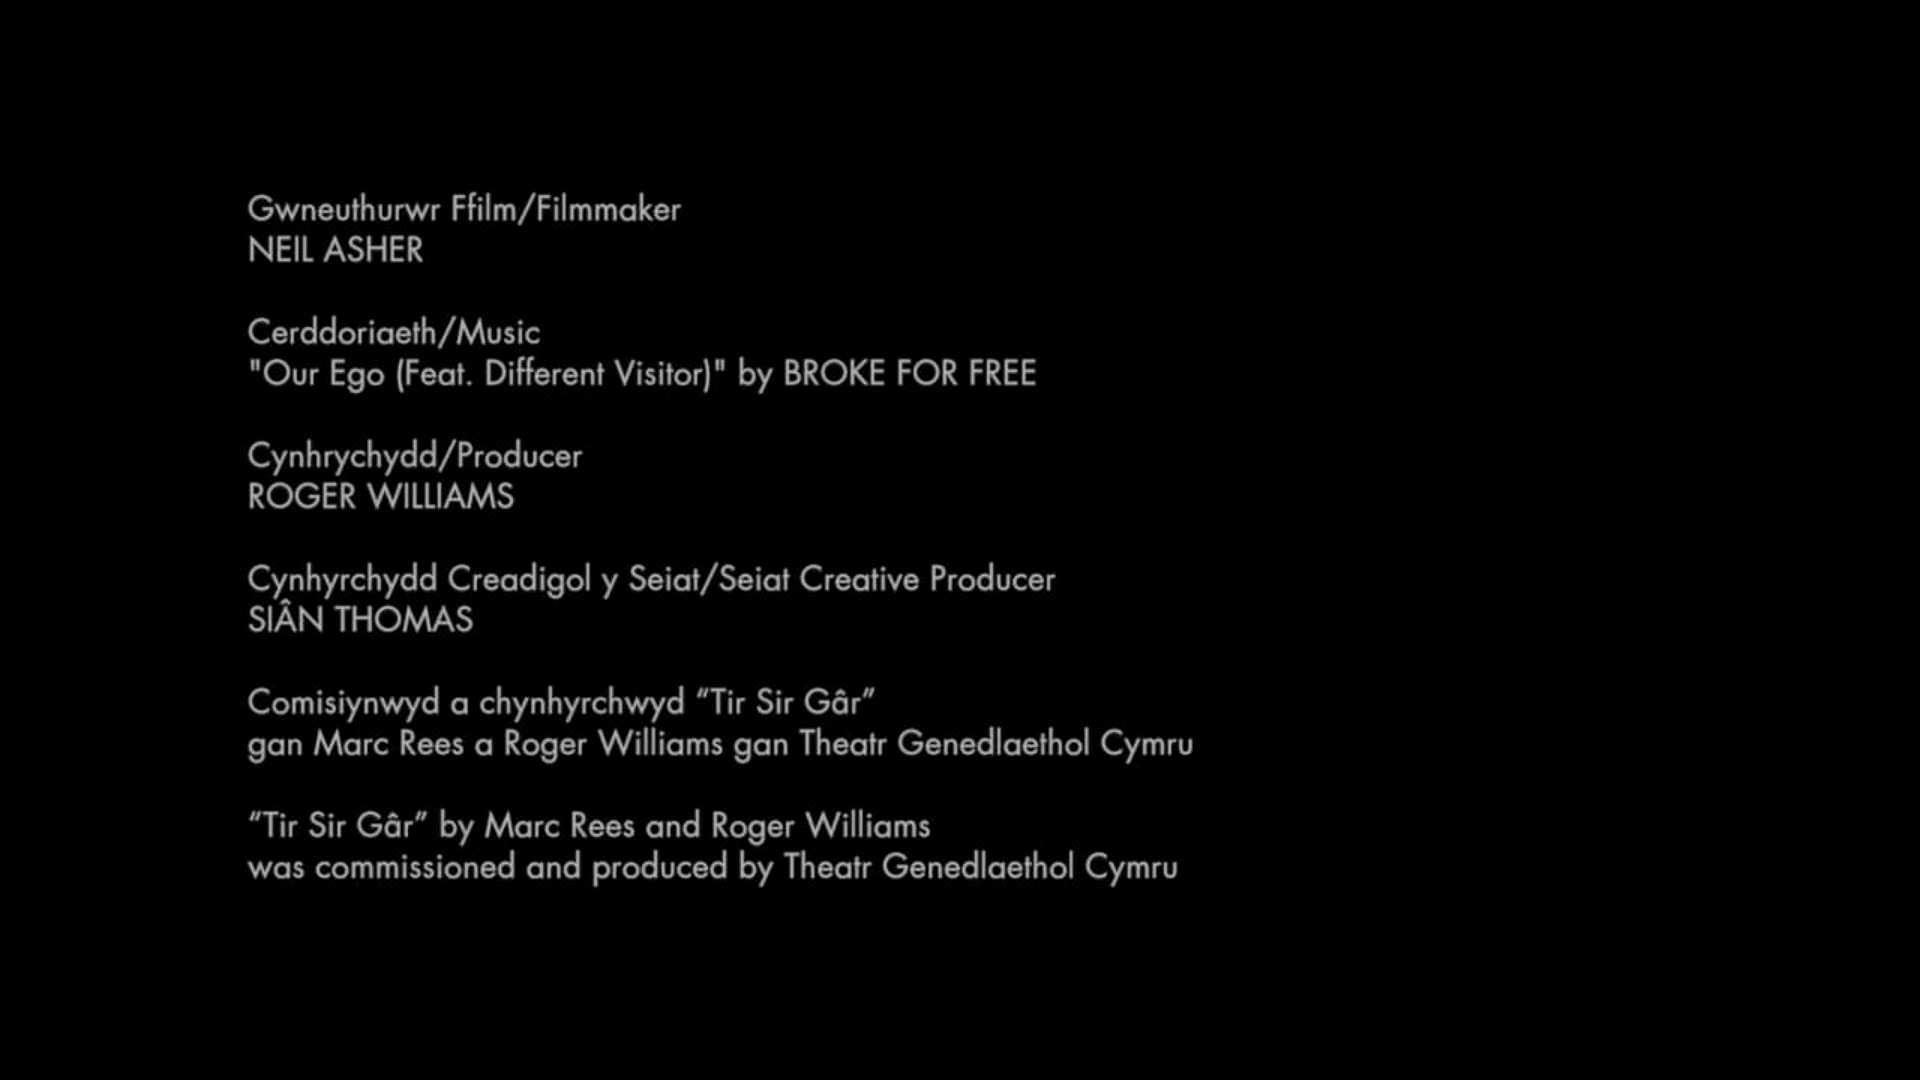 Gwneuthurwr Ffilm/Filmmaker
NEIL ASHER
Cerddoriaeth/Music
"Our Ego (Feat. Different Visitor)" by BROKE FOR FREE
Cynhrychydd/Producer
ROGER WILLIAMS
Cynhyrchydd Creadigol y Seiat/Seiat Creative Producer
SIÂN THOMAS
Comisiynwyd a chynhyrchwyd “Tir Sir Gâr”
gan Marc Rees a Roger Williams gan Theatr Genedlaethol Cymru
“Tir Sir Gâr” by Marc Rees and Roger Williams
was commissioned and produced by Theatr Genedlaethol Cymru